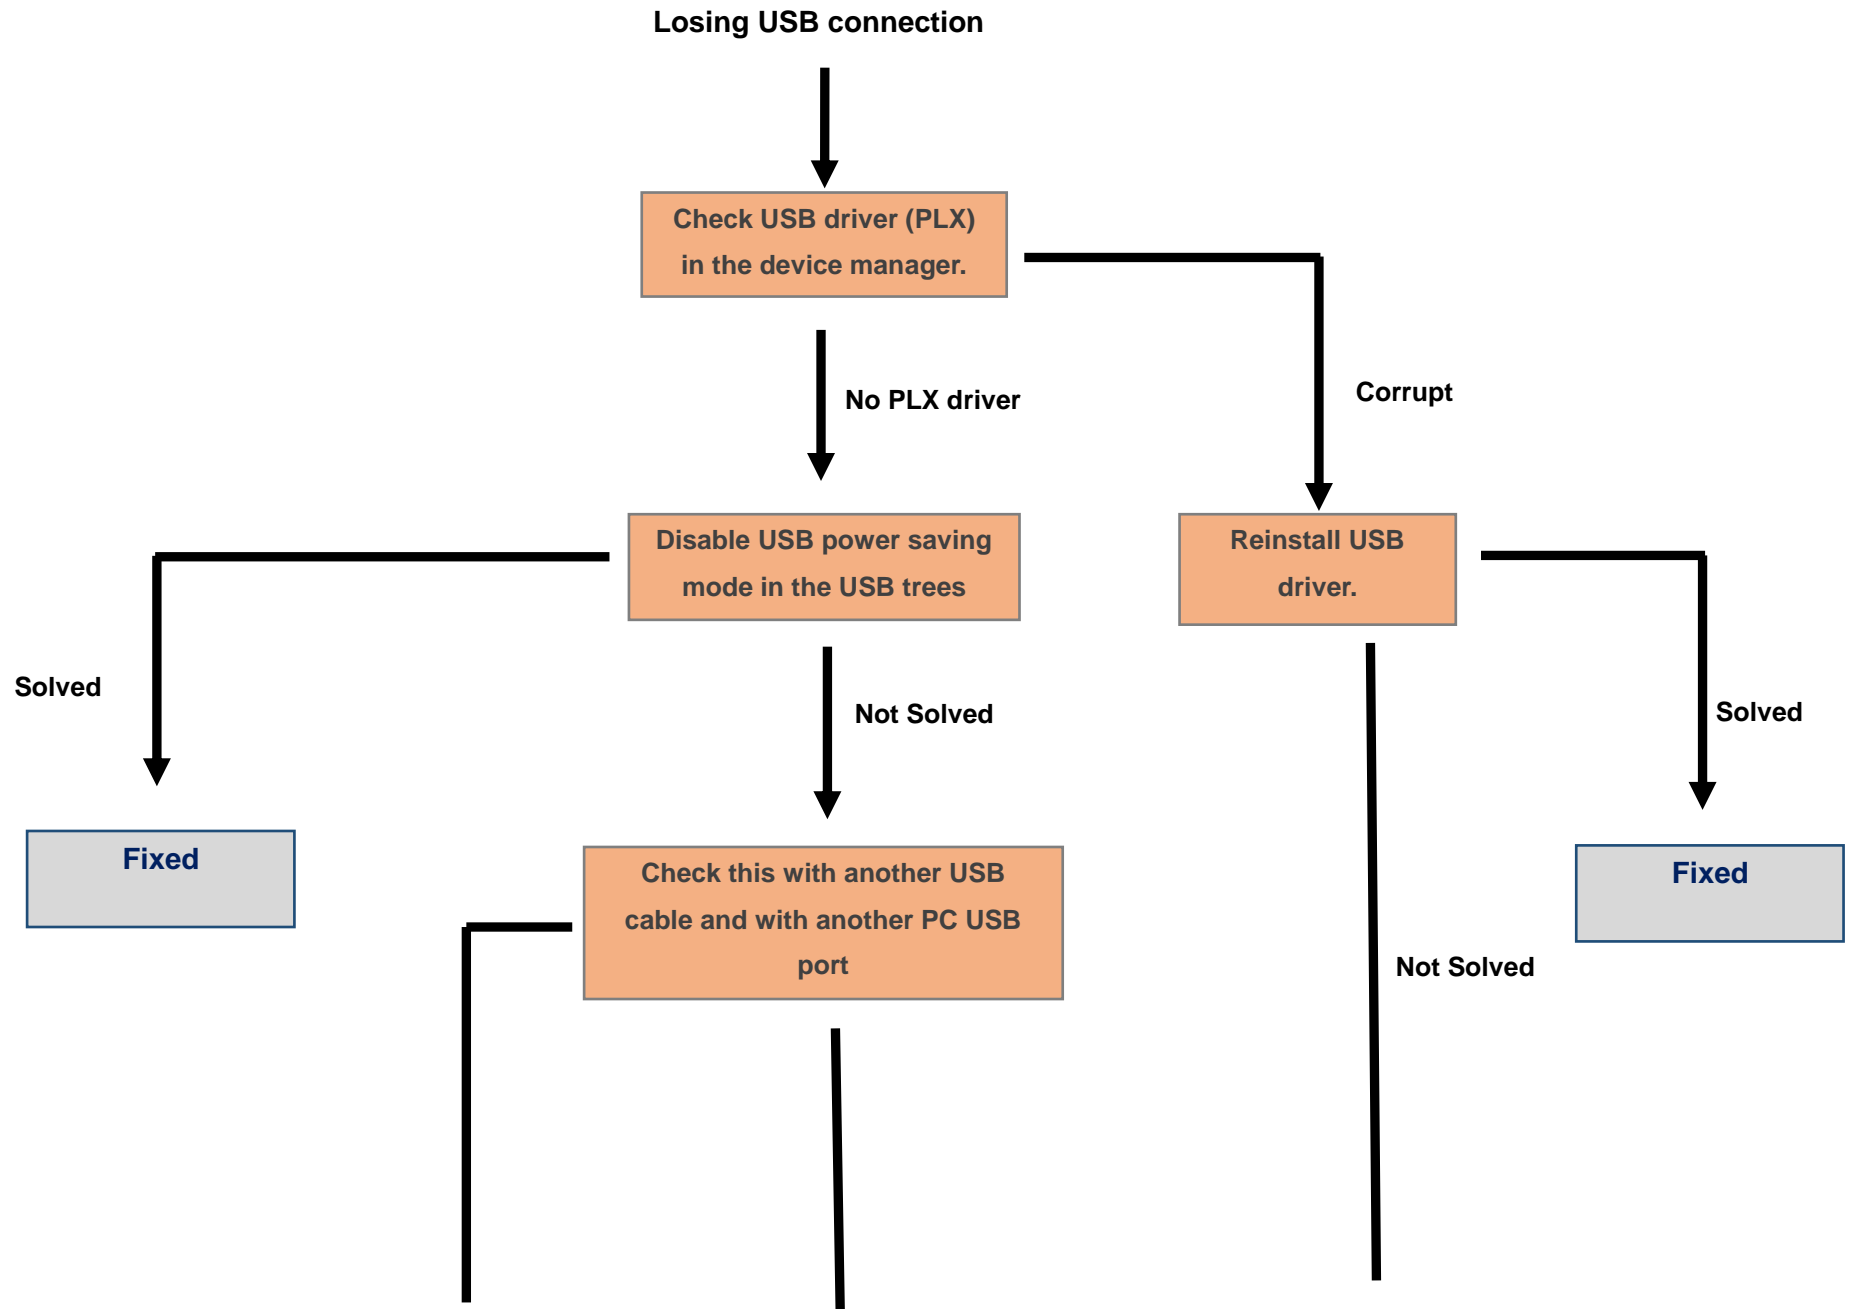 Losing USB connection
Check USB driver (PLX)
in the device manager.
No PLX driver
Corrupt
Disable USB power saving
mode in the USB trees
Reinstall USB
driver.
Solved
Not Solved
Solved
Fixed
Check this with another USB
cable and with another PC USB
port
Fixed
Not Solved